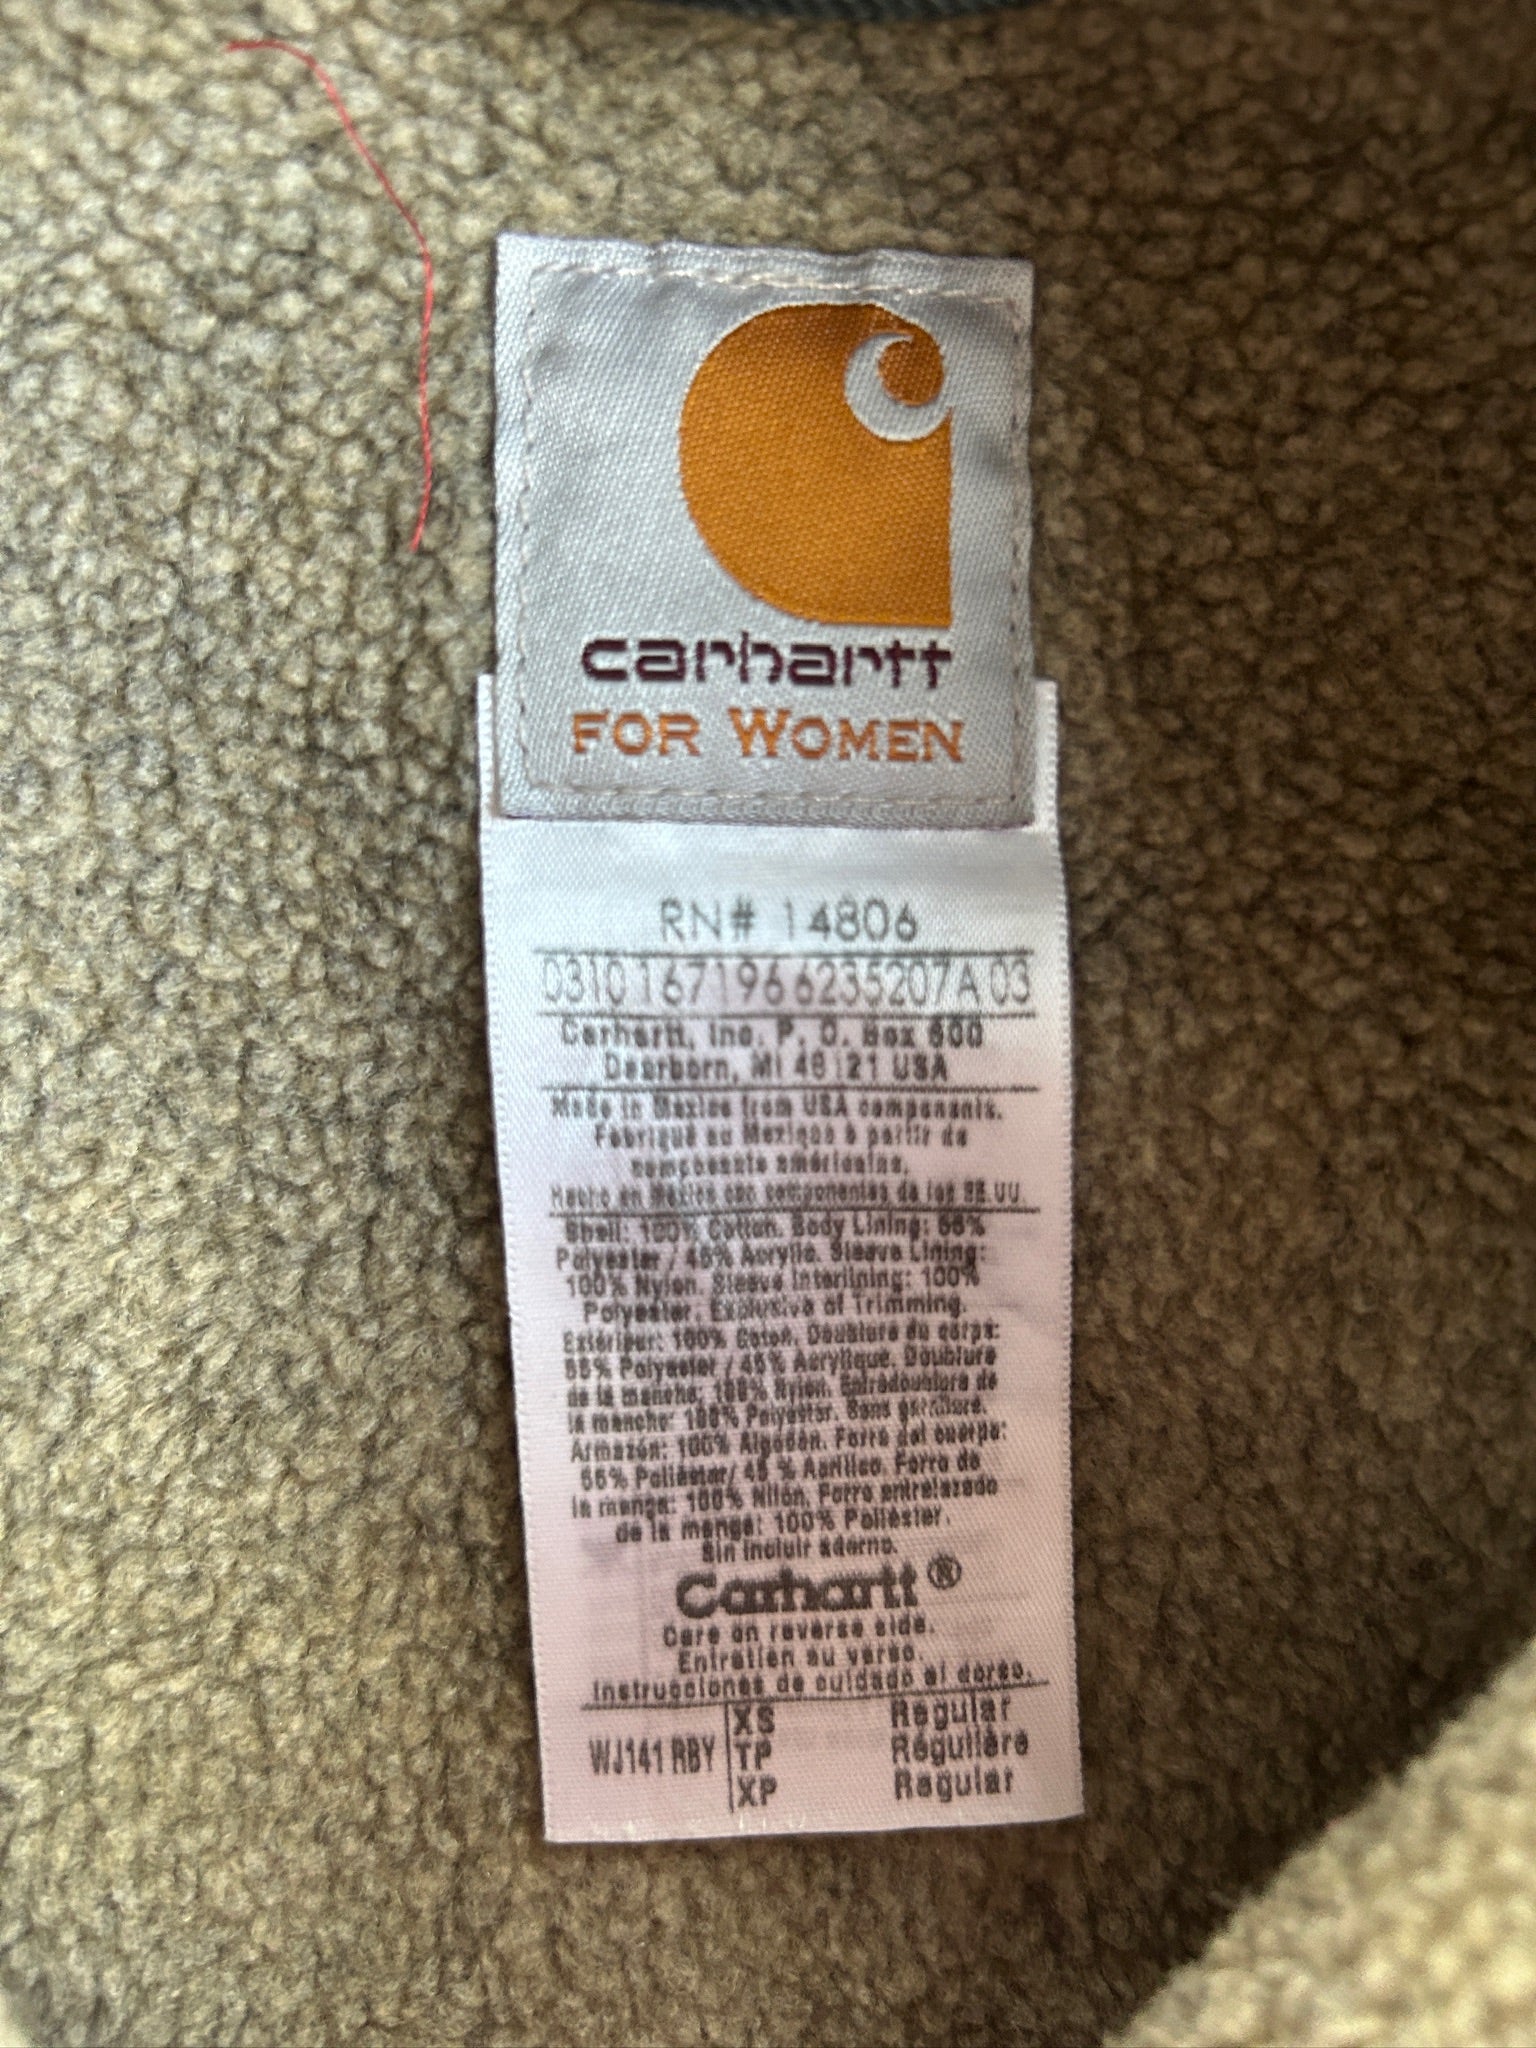 carhartt
FOR WOMEN
RN# 14806
0310 167196 6235207A 03
Carhartt, Inc. P. O. Box 600
Dearborn, MI 48121 USA
Made in Mexico from USA components.
Fabriqué au Mexique à partir de
composants américains.
Hecho en México con componentes de los EE.UU.
Shell: 100% Cotton. Body Lining: 55%
Polyester / 45% Acrylic. Sleeve Lining:
100% Nylon. Sleeve Interlining: 100%
Polyester. Exclusive of Trimming.
Extérieur: 100% Coton. Doublure du corps:
55% Polyester / 45% Acrylique. Doublure
de la manche: 100% Nylon. Entredoublure de
la manche: 100% Polyester. Sans garniture.
Armazón: 100% Algodón. Forro del cuerpo:
55% Poliéster/ 45 % Acrílico. Forro de
la manga: 100% Nilón. Forro entrelazado
de la manga: 100% Poliéster.
Sin incluir adorno.
Carhartt®
Care on reverse side.
Entretien au verso.
Instrucciones de cuidado al dorso.
WJ141 RBY XS Regular
TP Régulière
XP Regular